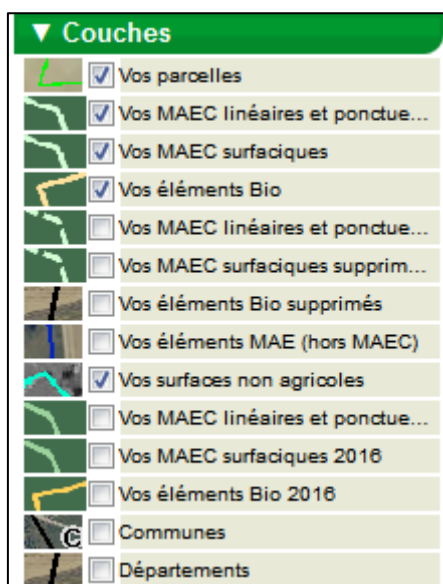 ▼ Couches
Vos parcelles
Vos MAEC linéaires et ponctue...
Vos MAEC surfaciques
Vos éléments Bio
Vos MAEC linéaires et ponctue...
Vos MAEC surfaciques supprim...
Vos éléments Bio supprimés
Vos éléments MAE (hors MAEC)
Vos surfaces non agricoles
Vos MAEC linéaires et ponctue...
Vos MAEC surfaciques 2016
Vos éléments Bio 2016
C Communes
Départements